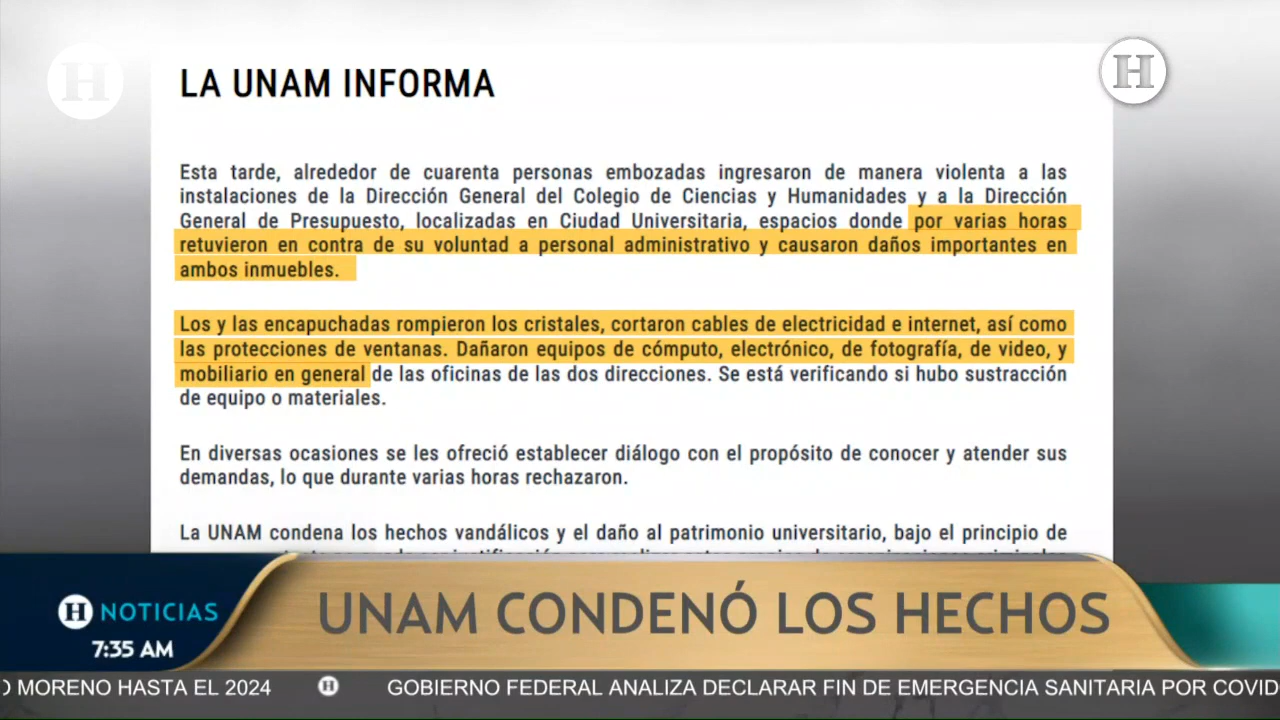 H
H
LA UNAM INFORMA
Esta tarde, alrededor de cuarenta personas embozadas ingresaron de manera violenta a las
instalaciones de la Dirección General del Colegio de Ciencias y Humanidades y a la Dirección
General de Presupuesto, localizadas en Ciudad Universitaria, espacios donde por varias horas
retuvieron en contra de su voluntad a personal administrativo y causaron daños importantes en
ambos inmuebles.
Los y las encapuchadas rompieron los cristales, cortaron cables de electricidad e internet, así como
las protecciones de ventanas. Dañaron equipos de cómputo, electrónico, de fotografía, de video, y
mobiliario en general de las oficinas de las dos direcciones. Se está verificando si hubo sustracción
de equipo o materiales.
En diversas ocasiones se les ofreció establecer diálogo con el propósito de conocer y atender sus
demandas, lo que durante varias horas rechazaron.
La UNAM condena los hechos vandálicos y el daño al patrimonio universitario, bajo el principio de
H NOTICIAS
7:35 AM
UNAM CONDENÓ LOS HECHOS
O MORENO HASTA EL 2024 H GOBIERNO FEDERAL ANALIZA DECLARAR FIN DE EMERGENCIA SANITARIA POR COVID